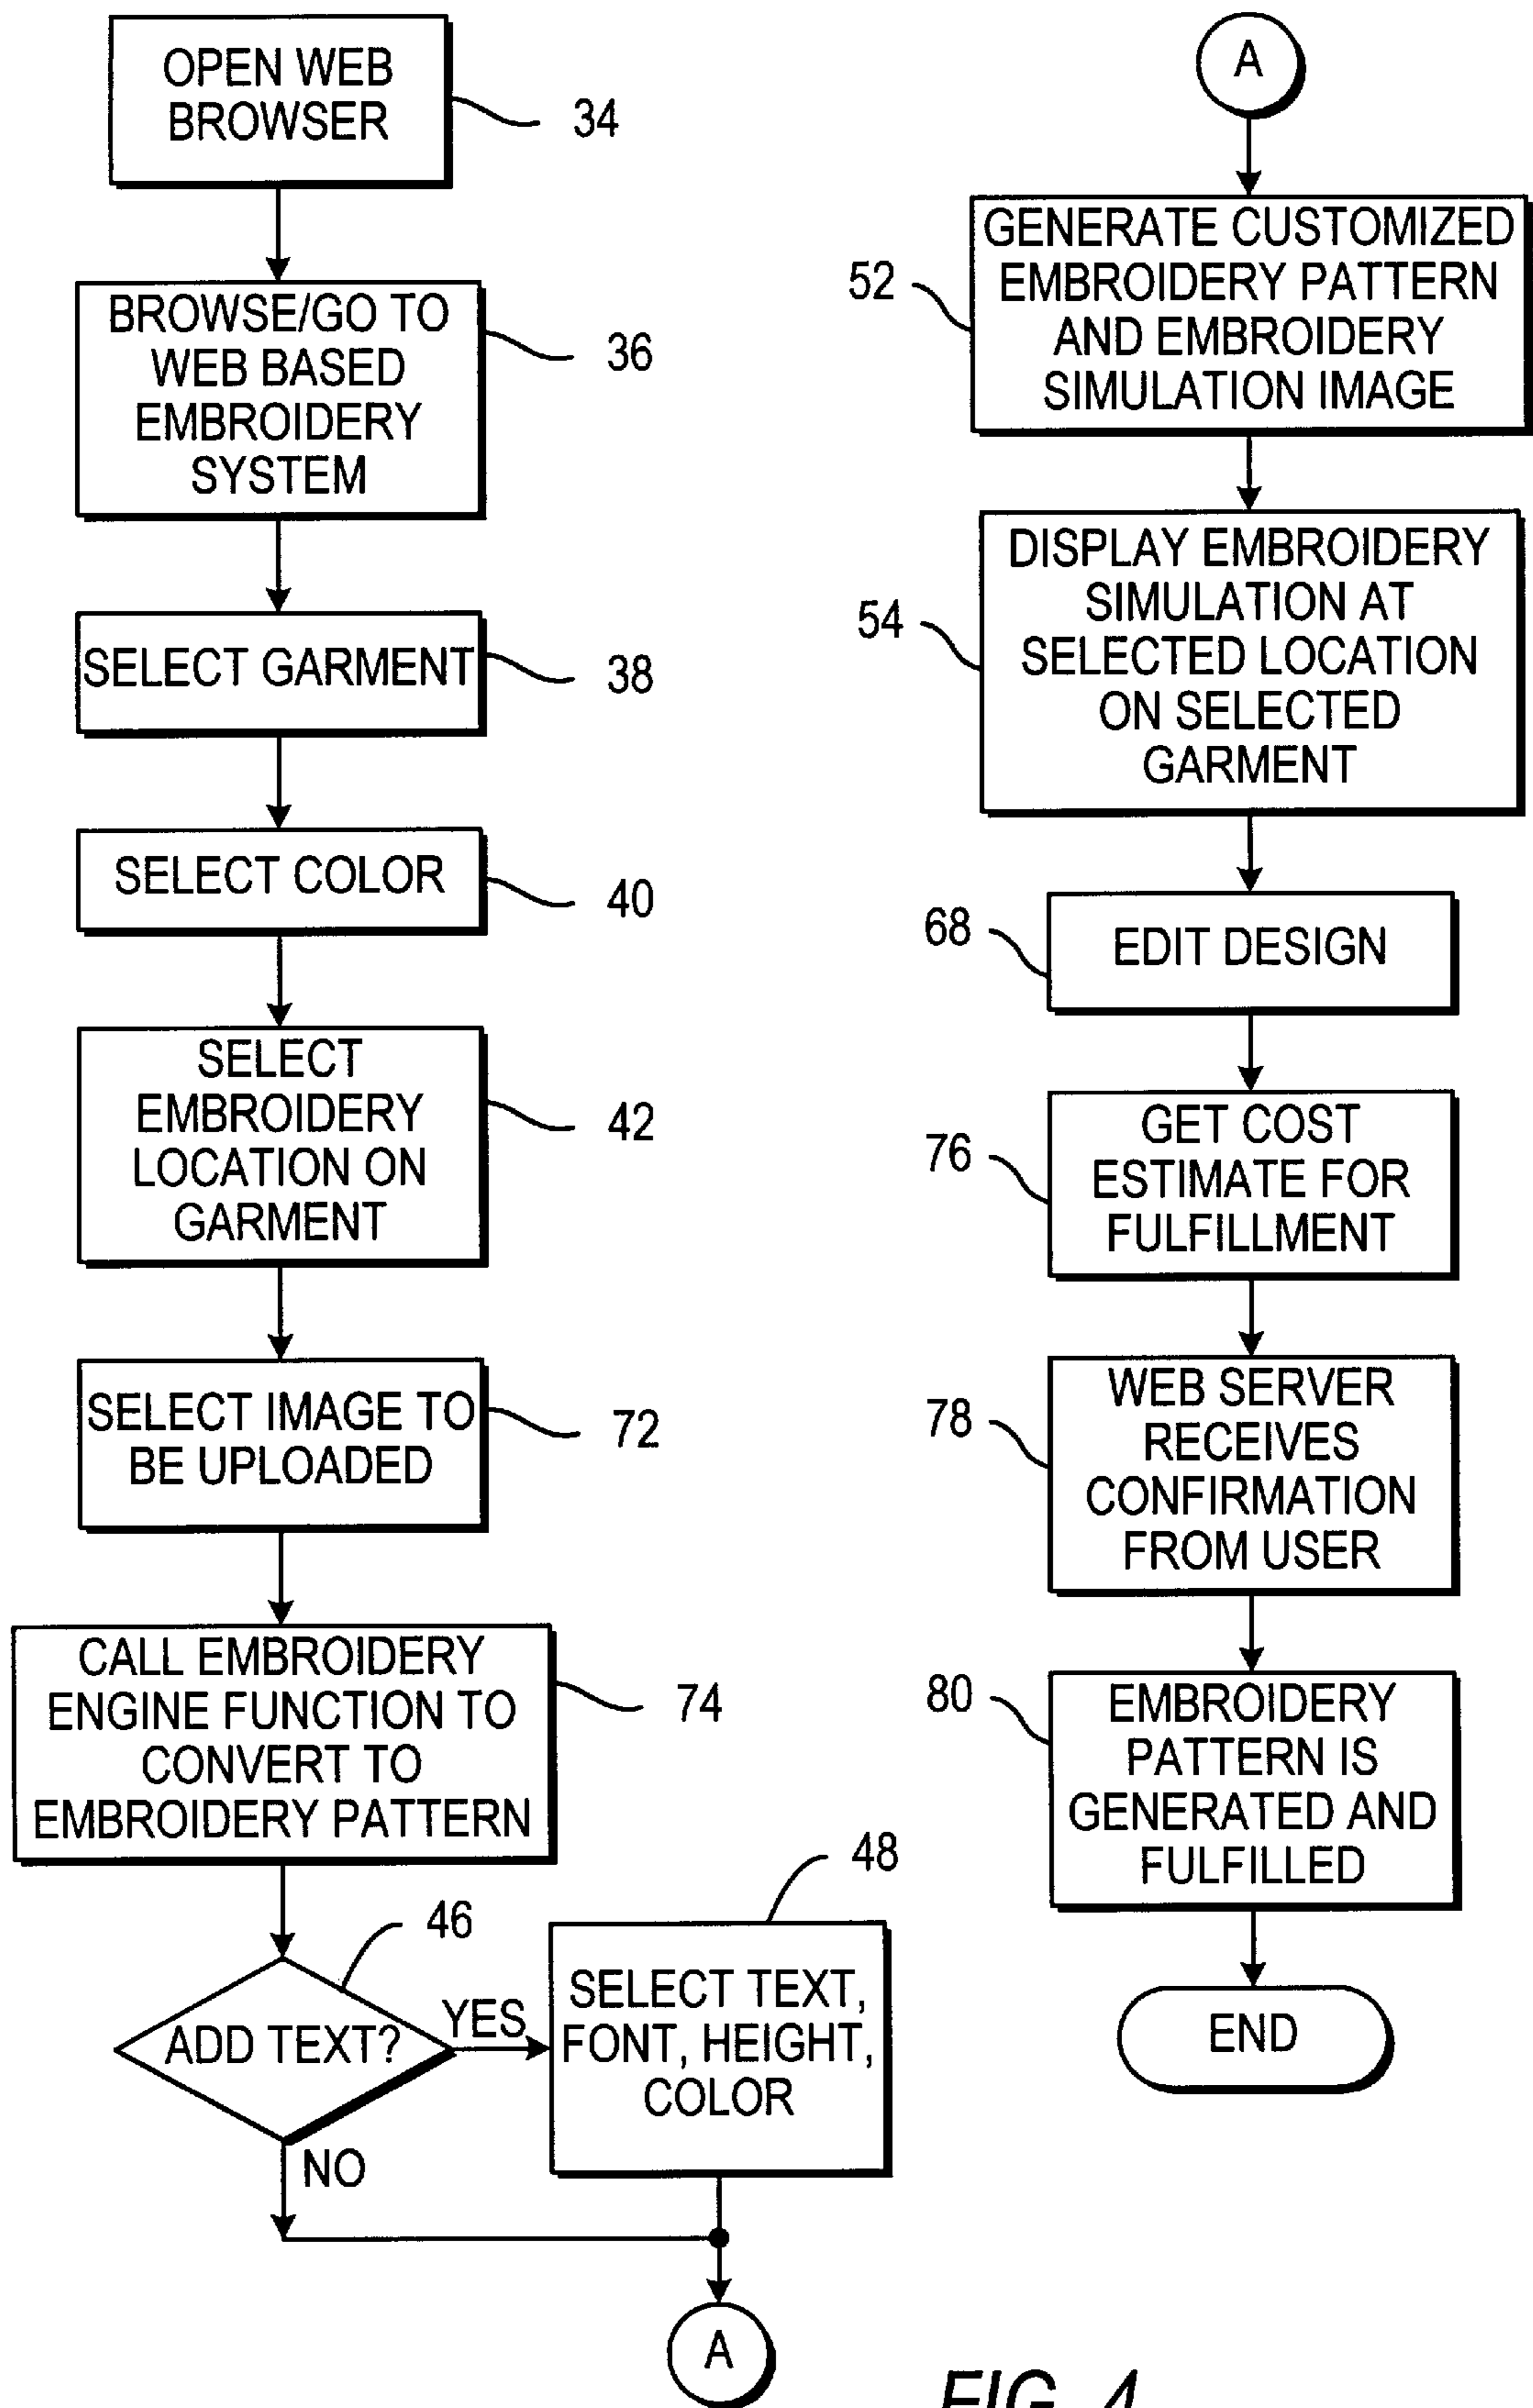 OPEN WEB
BROWSER
34
BROWSE/GO TO
WEB BASED
EMBROIDERY
SYSTEM
36
SELECT GARMENT
38
SELECT COLOR
40
SELECT
EMBROIDERY
LOCATION ON
GARMENT
42
SELECT IMAGE TO
BE UPLOADED
72
CALL EMBROIDERY
ENGINE FUNCTION TO
CONVERT TO
EMBROIDERY PATTERN
74
46
ADD TEXT?
YES
NO
48
SELECT TEXT,
FONT, HEIGHT,
COLOR
A
A
52
GENERATE CUSTOMIZED
EMBROIDERY PATTERN
AND EMBROIDERY
SIMULATION IMAGE
54
DISPLAY EMBROIDERY
SIMULATION AT
SELECTED LOCATION
ON SELECTED
GARMENT
68
EDIT DESIGN
76
GET COST
ESTIMATE FOR
FULFILLMENT
78
WEB SERVER
RECEIVES
CONFIRMATION
FROM USER
80
EMBROIDERY
PATTERN IS
GENERATED AND
FULFILLED
END
FIG. 4